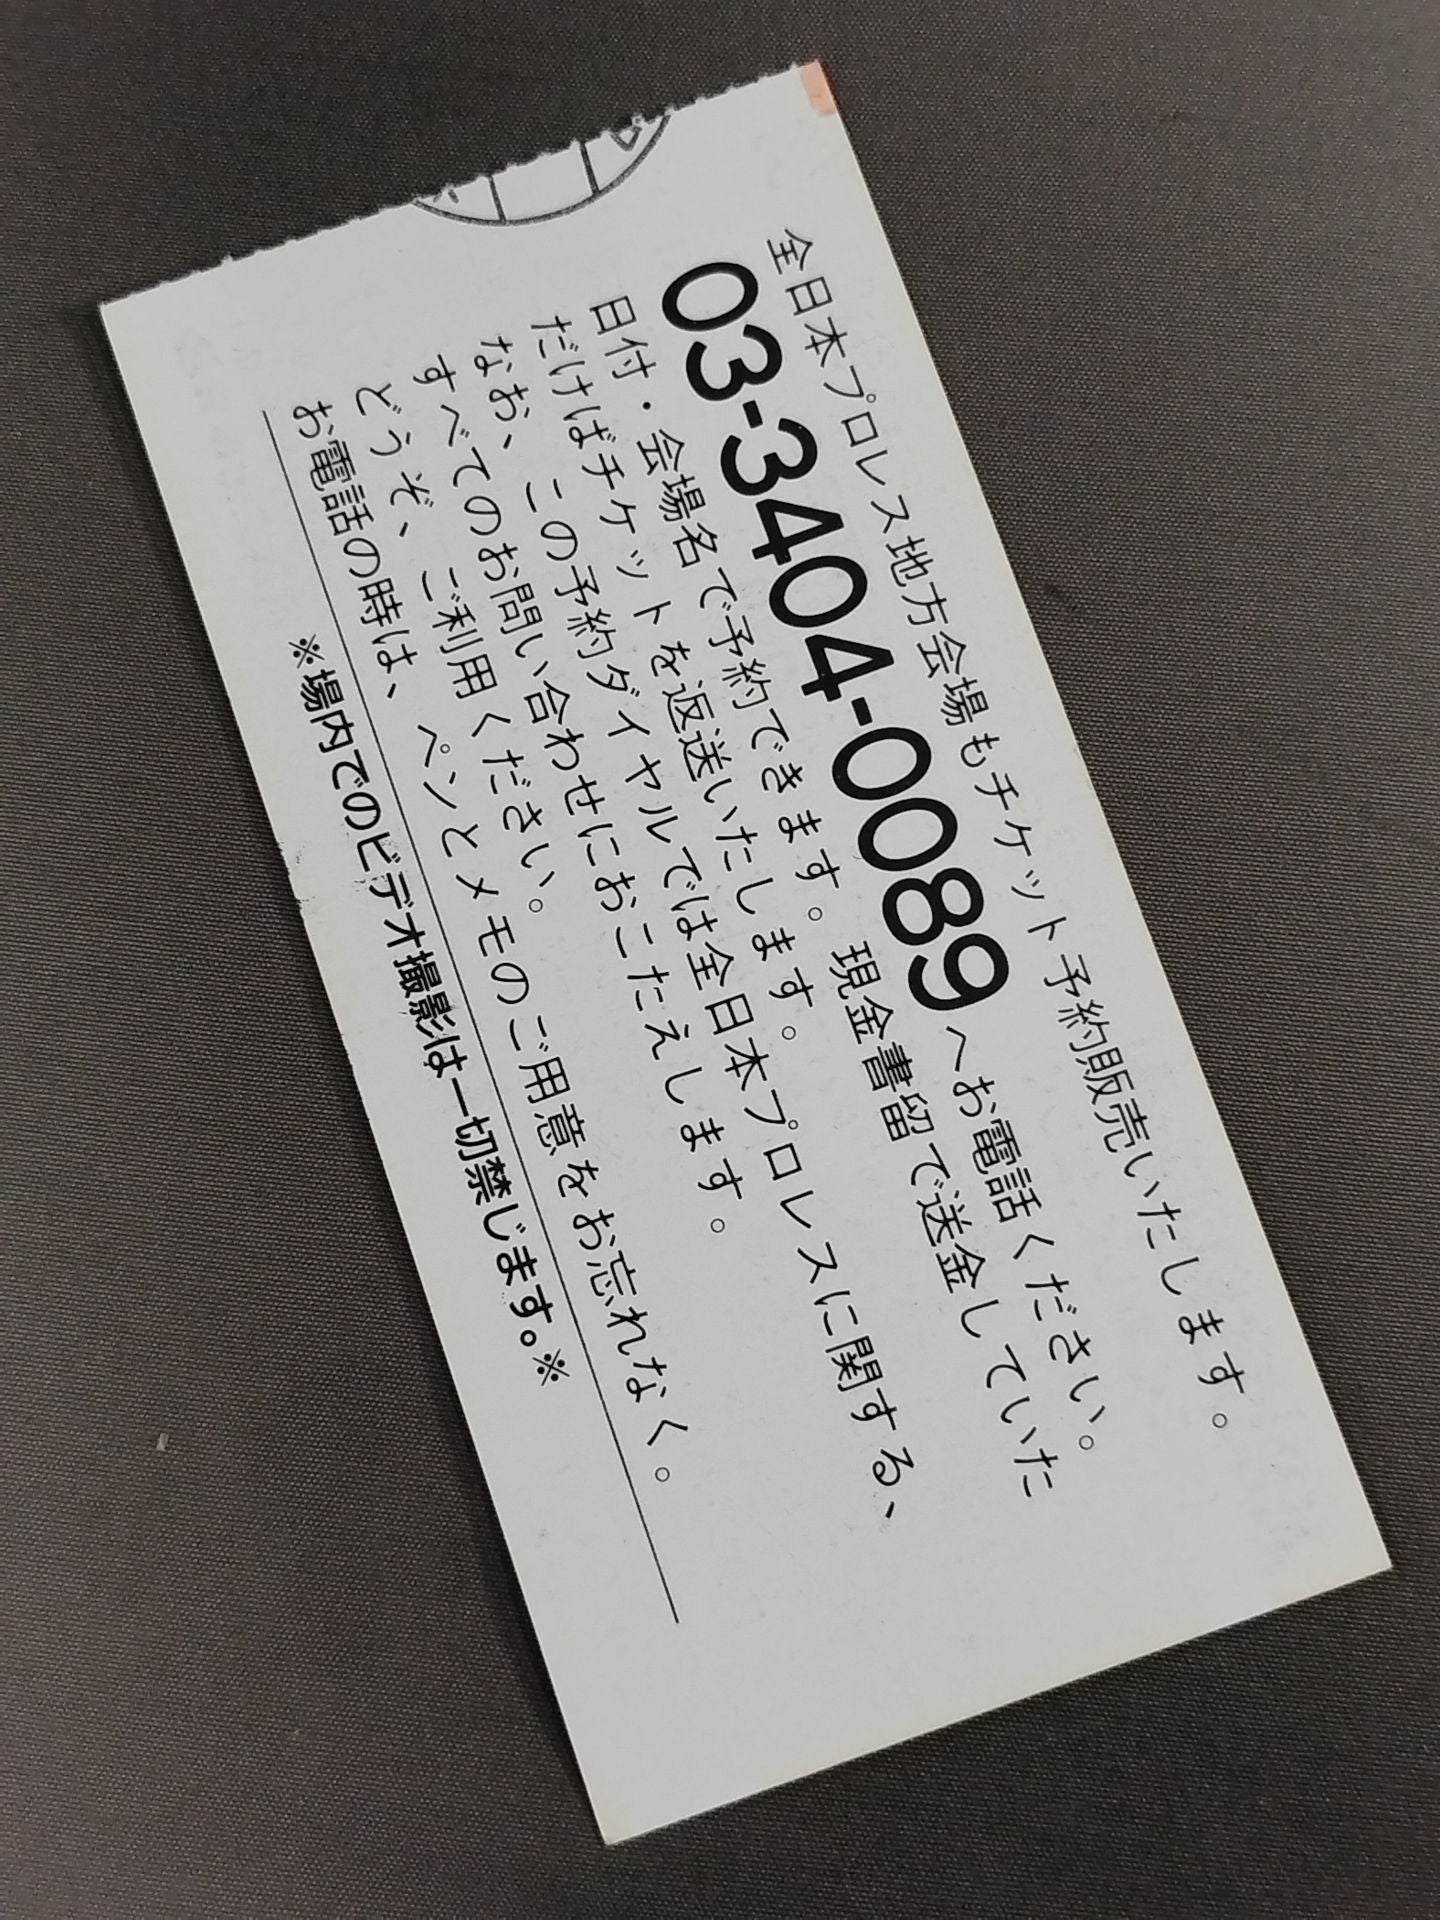 全日本プロレス地方会場もチケット予約販売いたします。
03-3404-0089へお電話ください。
日付・会場名で予約できます。現金書留で送金していた
だけばチケットを返送いたします。
なお、この予約ダイヤルでは全日本プロレスに関する、
すべてのお問い合わせにおこたえします。
どうぞ、ご利用ください。
お電話の時は、ペンとメモのご用意をお忘れなく。
※場内でのビデオ撮影は一切禁じます。※